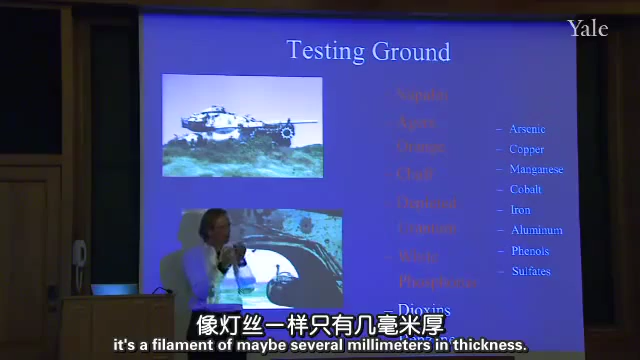 Yale
Testing Ground
- Napalm
- Agent
Orange
- Chaff
- Depleted
Uranium
- White
Phosphorus
- Dioxins
- Arsenic
- Copper
- Manganese
- Cobalt
- Iron
- Aluminum
- Phenols
- Sulfates
像灯丝一样只有几毫米厚
it's a filament of maybe several millimeters in thickness.